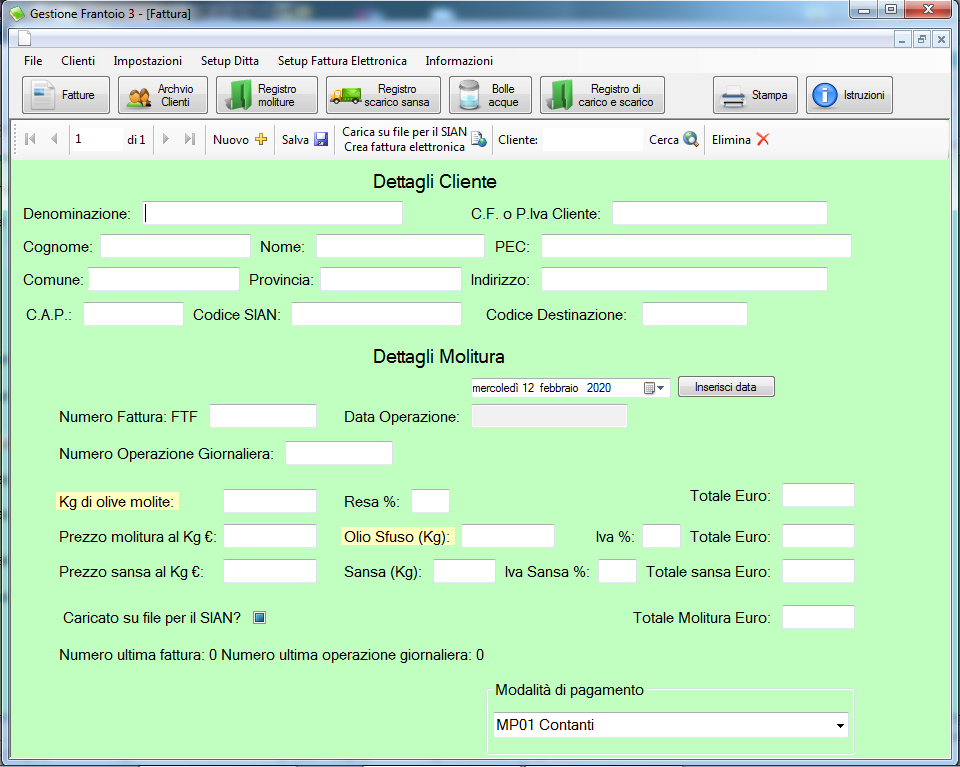 Gestione Frantoio 3 - [Fattura]
File Clienti Impostazioni Setup Ditta Setup Fattura Elettronica Informazioni
Fatture
Archvio
Clienti
Registro
moliture
Registro
scarico sansa
Bolle
acque
Registro di
carico e scarico
Stampa
Istruzioni
1 di 1 Nuovo Salva
Carica su file per il SIAN
Crea fattura elettronica
Cliente: Cerca Elimina
Dettagli Cliente
Denominazione: C.F. o P.Iva Cliente:
Cognome: Nome: PEC:
Comune: Provincia: Indirizzo:
C.A.P.: Codice SIAN: Codice Destinazione:
Dettagli Molitura
mercoledì 12 febbraio 2020 Inserisci data
Numero Fattura: FTF Data Operazione:
Numero Operazione Giornaliera:
Kg di olive molite: Resa %: Totale Euro:
Prezzo molitura al Kg €: Olio Sfuso (Kg): Iva %: Totale Euro:
Prezzo sansa al Kg €: Sansa (Kg): Iva Sansa %: Totale sansa Euro:
Caricato su file per il SIAN? Totale Molitura Euro:
Numero ultima fattura: 0 Numero ultima operazione giornaliera: 0
Modalità di pagamento
MP01 Contanti